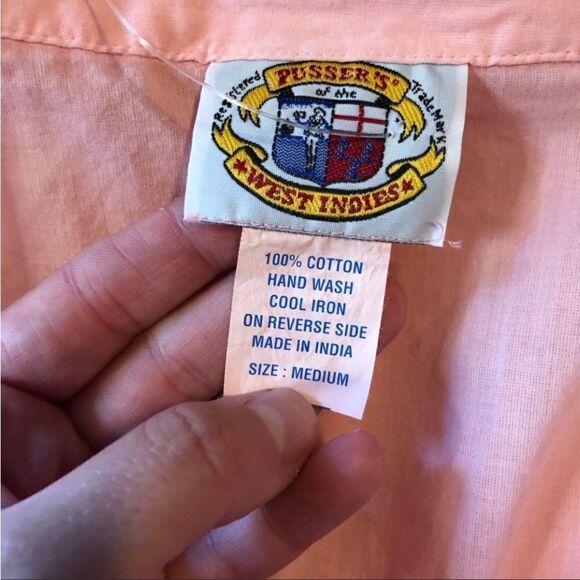 Registered
PUSSER'S
of the
Trade Mark
WEST INDIES
100% COTTON
HAND WASH
COOL IRON
ON REVERSE SIDE
MADE IN INDIA
SIZE : MEDIUM